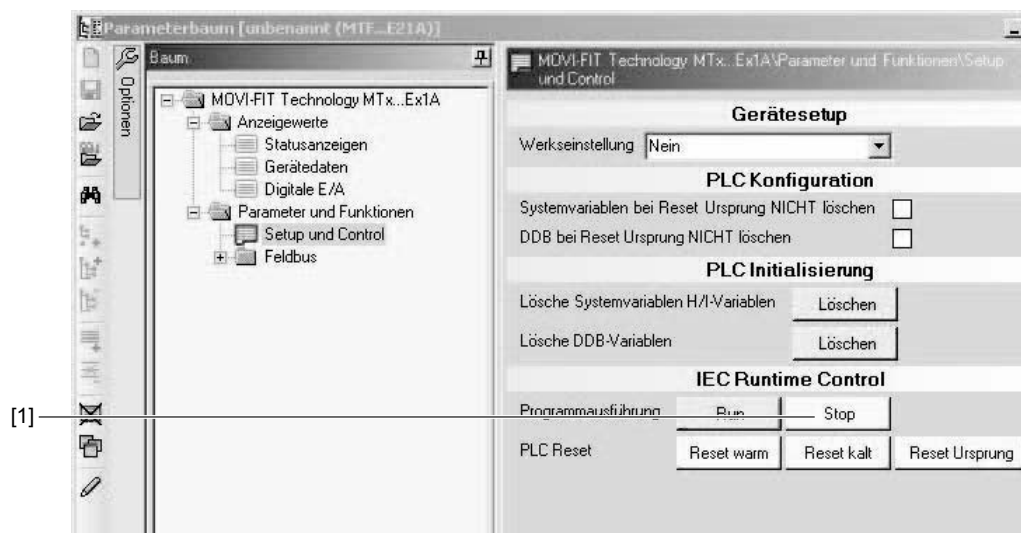 Parameterbaum [unbenannt (MTF...E21A)]
Optionen
Baum
MOVI-FIT Technology MTx...Ex1A
Anzeigewerte
Statusanzeigen
Gerätedaten
Digitale E/A
Parameter und Funktionen
Setup und Control
Feldbus
MOVI-FIT Technology MTx...Ex1A\Parameter und Funktionen\Setup
und Control
Gerätesetup
Werkseinstellung Nein
PLC Konfiguration
Systemvariablen bei Reset Ursprung NICHT löschen
DDB bei Reset Ursprung NICHT löschen
PLC Initialisierung
Lösche Systemvariablen H/I-Variablen Löschen
Lösche DDB-Variablen Löschen
IEC Runtime Control
[1]
Programmausführung Run Stop
PLC Reset Reset warm Reset kalt Reset Ursprung